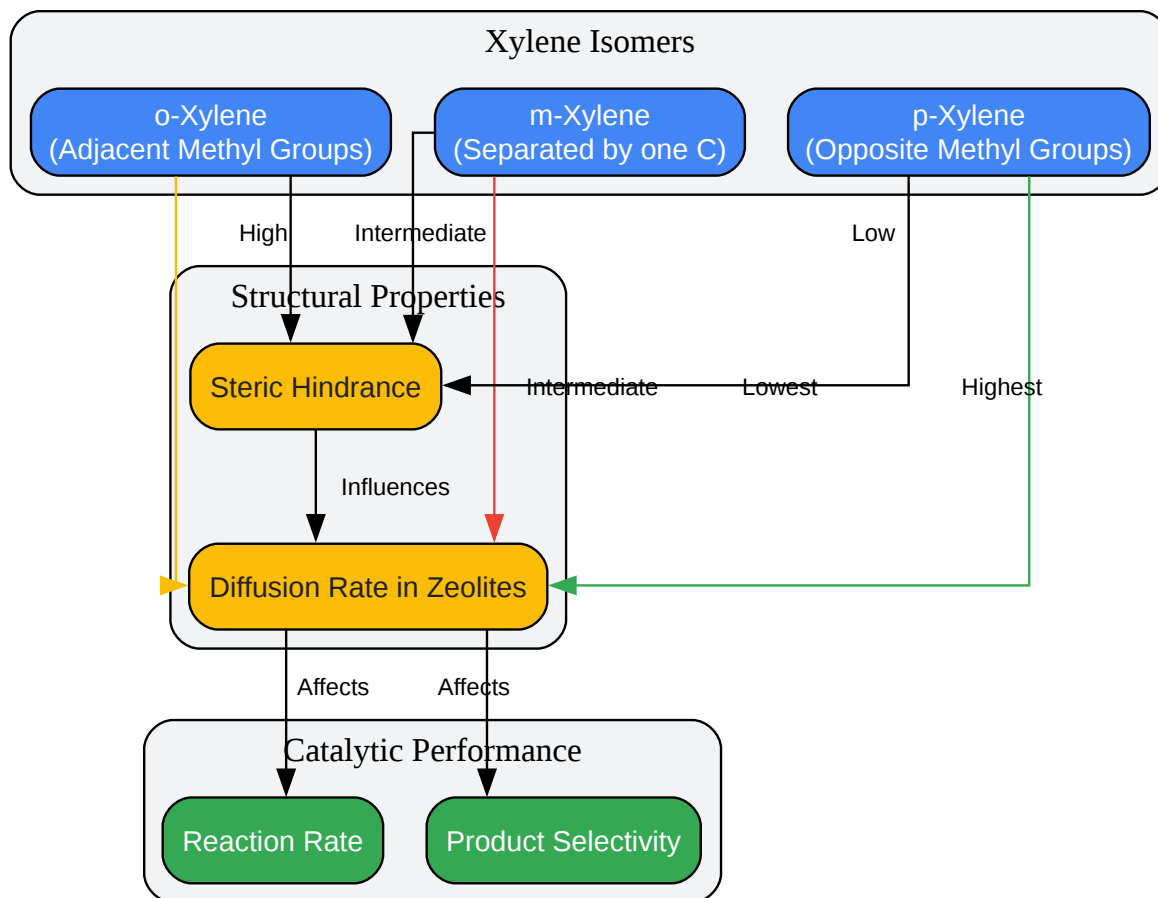 Xylene Isomers
o-Xylene
(Adjacent Methyl Groups)
m-Xylene
(Separated by one C)
p-Xylene
(Opposite Methyl Groups)
High
Intermediate
Low
Structural Properties
Steric Hindrance
Intermediate
Lowest
Highest
Influences
Diffusion Rate in Zeolites
Affects
Affects
Catalytic Performance
Reaction Rate
Product Selectivity